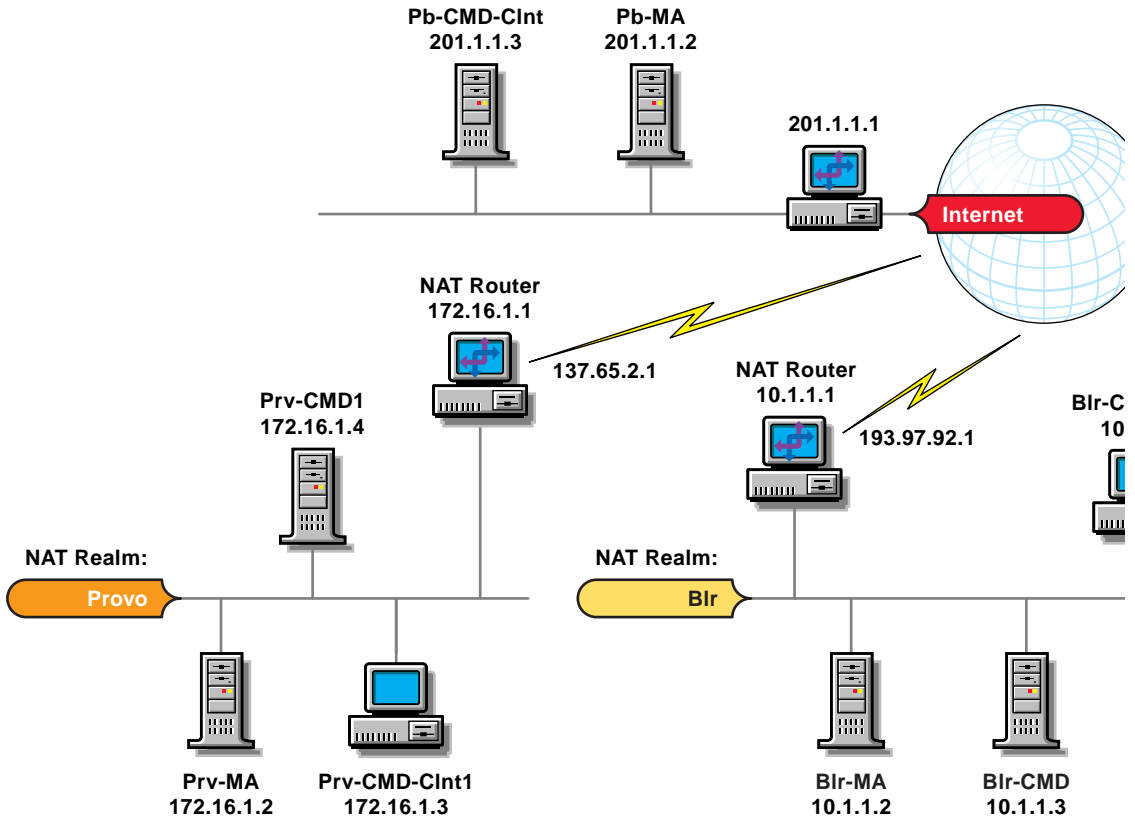 Pb-CMD-Clnt
201.1.1.3
Pb-MA
201.1.1.2
201.1.1.1
Internet
NAT Router
172.16.1.1
137.65.2.1
NAT Router
10.1.1.1
193.97.92.1
Prv-CMD1
172.16.1.4
Blr-C
10
NAT Realm:
Provo
NAT Realm:
Blr
Prv-MA
172.16.1.2
Prv-CMD-Clnt1
172.16.1.3
Blr-MA
10.1.1.2
Blr-CMD
10.1.1.3